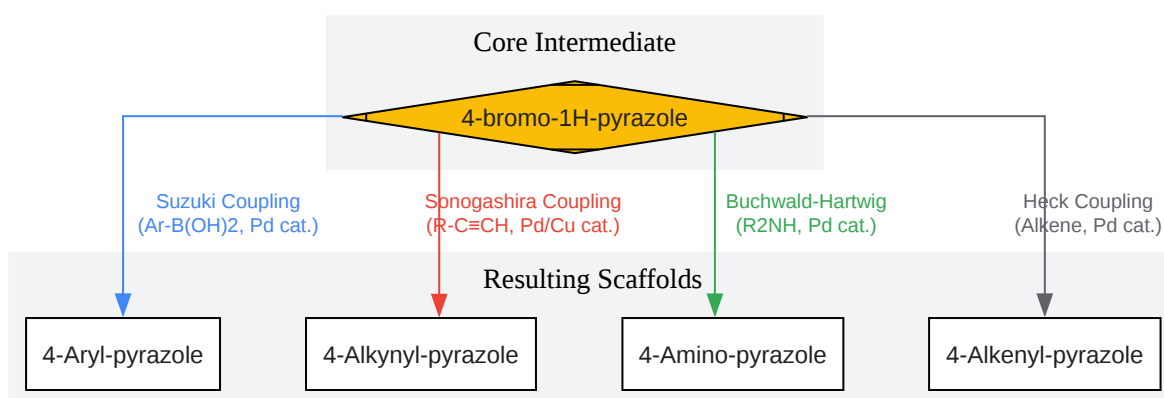 Core Intermediate
4-bromo-1H-pyrazole
Suzuki Coupling
(Ar-B(OH)2, Pd cat.)
Sonogashira Coupling
(R-C≡CH, Pd/Cu cat.)
Buchwald-Hartwig
(R2NH, Pd cat.)
Heck Coupling
(Alkene, Pd cat.)
Resulting Scaffolds
4-Aryl-pyrazole
4-Alkynyl-pyrazole
4-Amino-pyrazole
4-Alkenyl-pyrazole